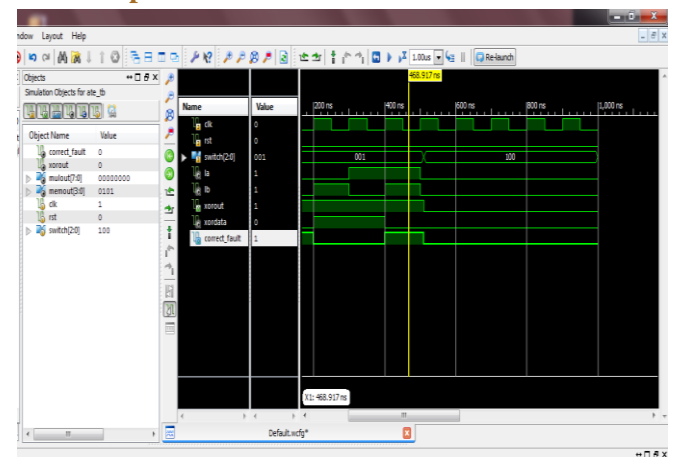 ndow Layout Help
1.00us Re-launch
Objects
Simulation Objects for ate_tb
Object Name Value
correct_fault 0
xorout 0
mulout[7:0] 00000000
memout[3:0] 0101
clk 1
rst 0
switch[2:0] 100
468.917 ns
Name Value 200 ns 400 ns 600 ns 800 ns 1,000 ns
clk 0
rst 0
switch[2:0] 001 001 100
la 1
lb 1
xorout 1
xordata 0
correct_fault 1
X1: 468.917 ns
Default.wcfg*